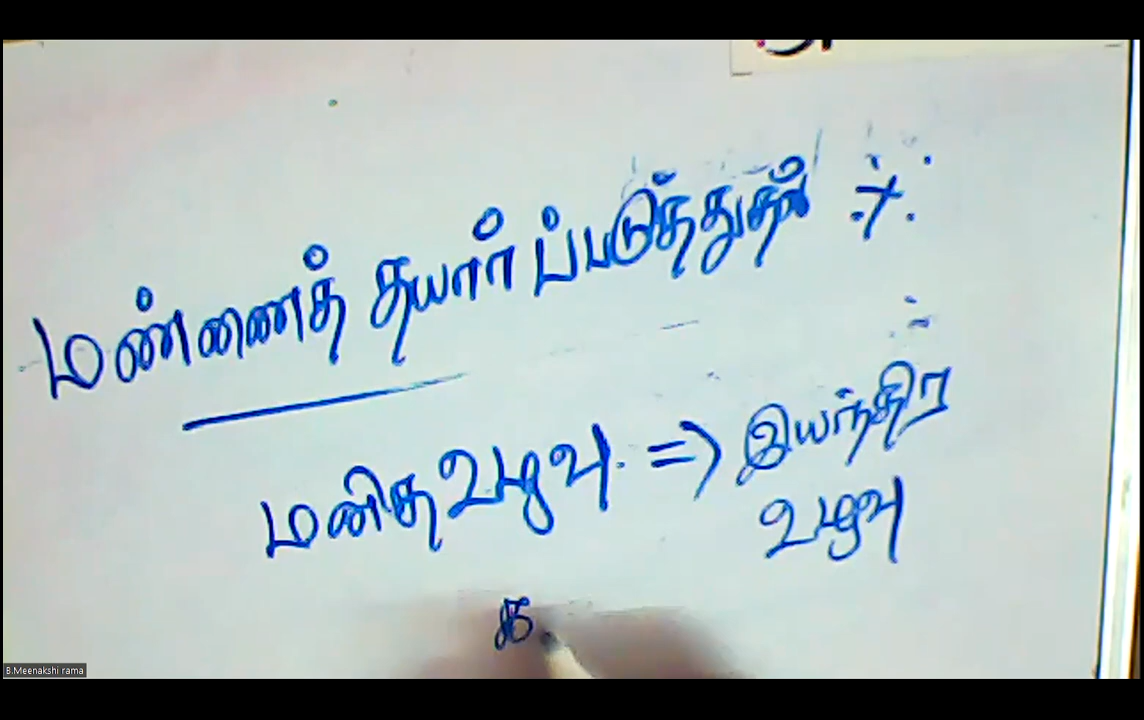 மண்ணைத் தயார்ப்படுத்துதல் :-
மனித உழவு => இயந்திர
உழவு
க
B.Meenakshi rama